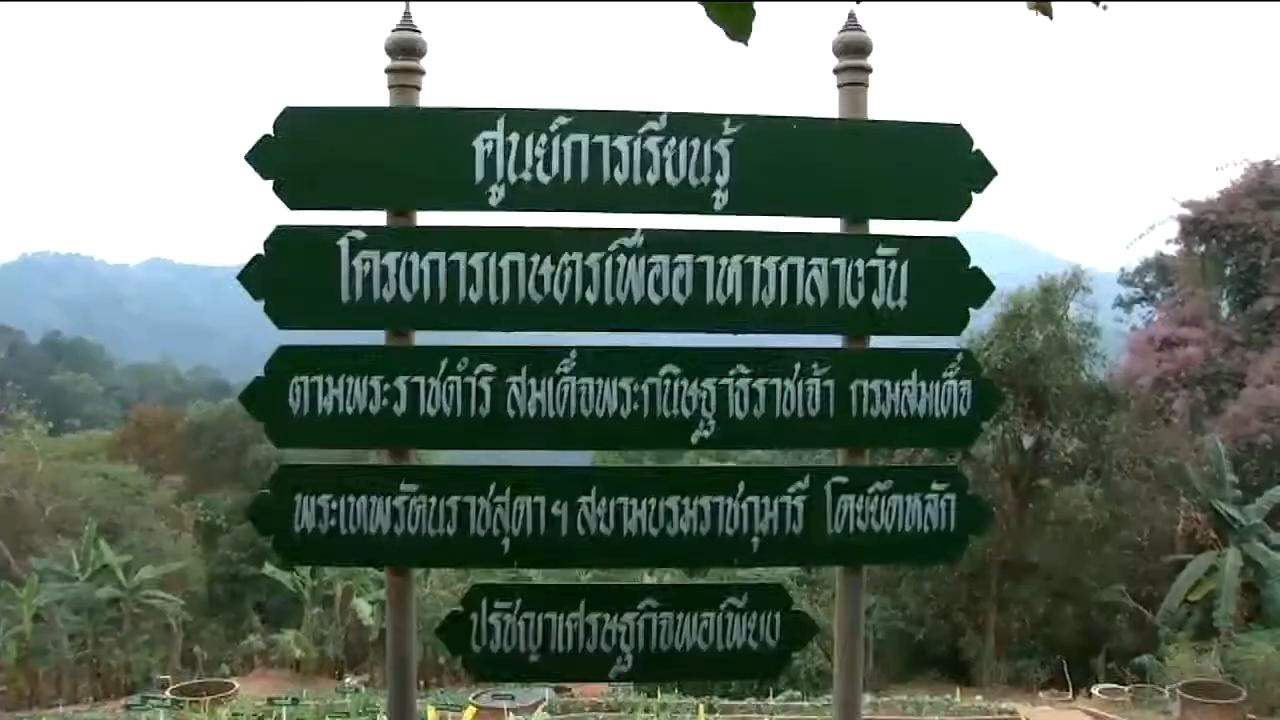 ศูนย์การเรียนรู้
โครงการเกษตรเพื่ออาหารกลางวัน
ตามพระราชดำริ สมเด็จพระกนิษฐาธิราชเจ้า กรมสมเด็จ
พระเทพรัตนราชสุดาฯ สยามบรมราชกุมารี โดยยึดหลัก
ปรัชญาเศรษฐกิจพอเพียง